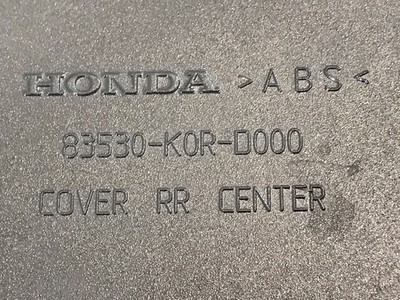 HONDA >ABS<
83530-K0R-D000
COVER RR CENTER